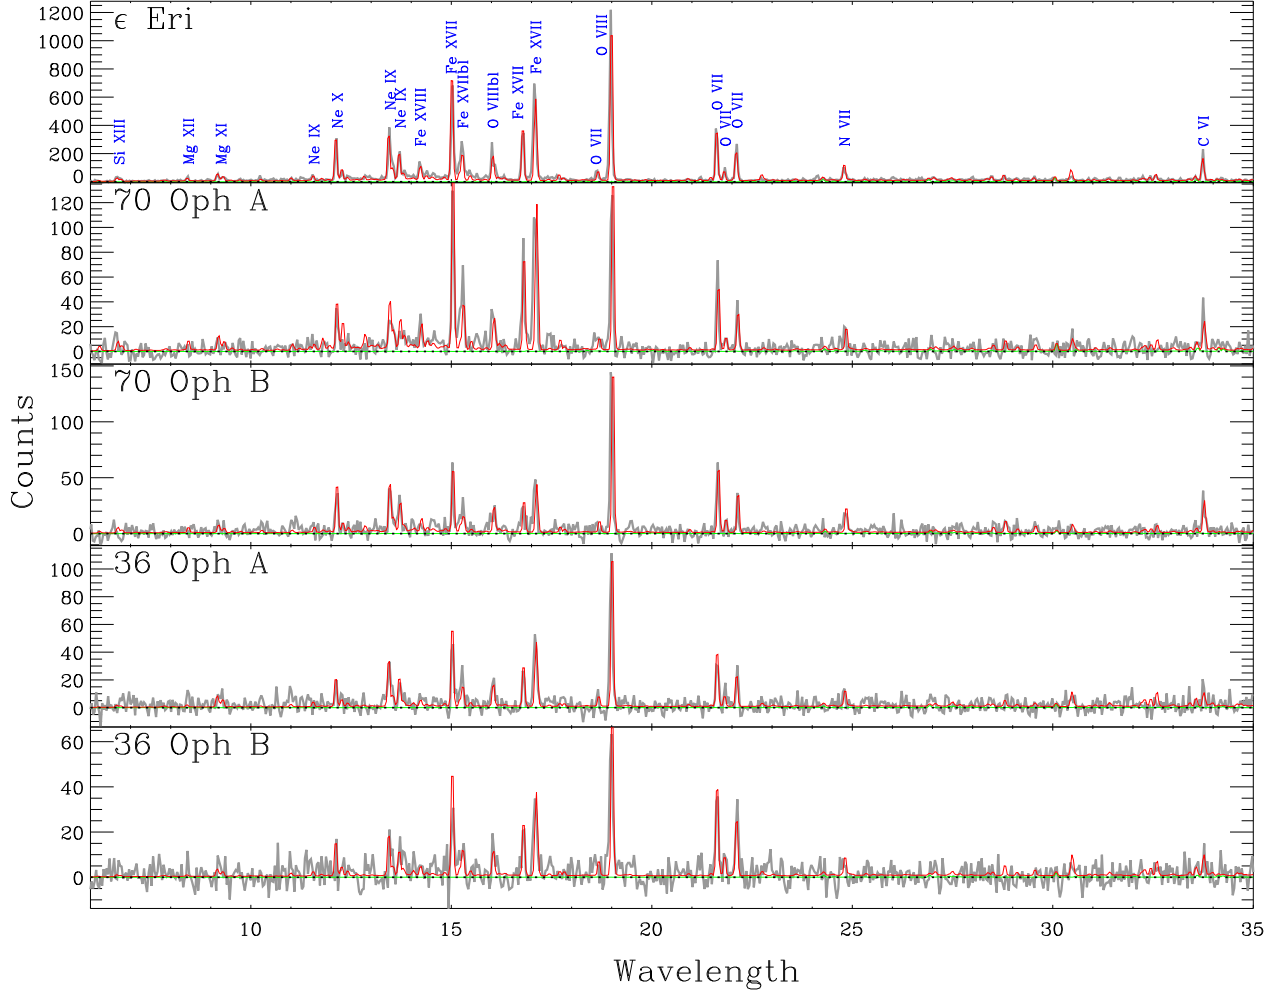 ϵ Eri
Si XIII
Mg XII
Mg XI
Ne IX
Ne X
Ne IX
Ne IX
Fe XVIII
Fe XVII
Fe XVIIbl
O VIIIbl
Fe XVII
Fe XVII
O VII
O VIII
O VII
O VII
O VII
N VII
C VI
1200
1000
800
600
400
200
0
70 Oph A
120
100
80
60
40
20
0
70 Oph B
150
100
50
0
36 Oph A
100
80
60
40
20
0
36 Oph B
60
40
20
0
Counts
10 15 20 25 30 35
Wavelength